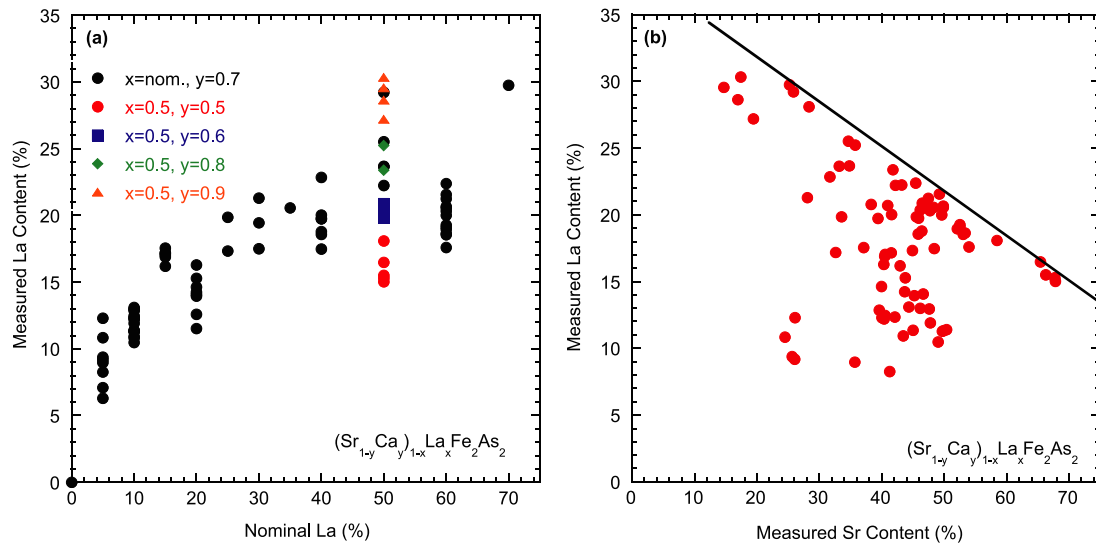 (a)
x=nom., y=0.7
x=0.5, y=0.5
x=0.5, y=0.6
x=0.5, y=0.8
x=0.5, y=0.9
35
30
25
20
15
10
5
0
Measured La Content (%)
(Sr1-yCay)1-xLaxFe2As2
0 10 20 30 40 50 60 70
Nominal La (%)
(b)
35
30
25
20
15
10
5
0
Measured La Content (%)
(Sr1-yCay)1-xLaxFe2As2
0 10 20 30 40 50 60 70
Measured Sr Content (%)